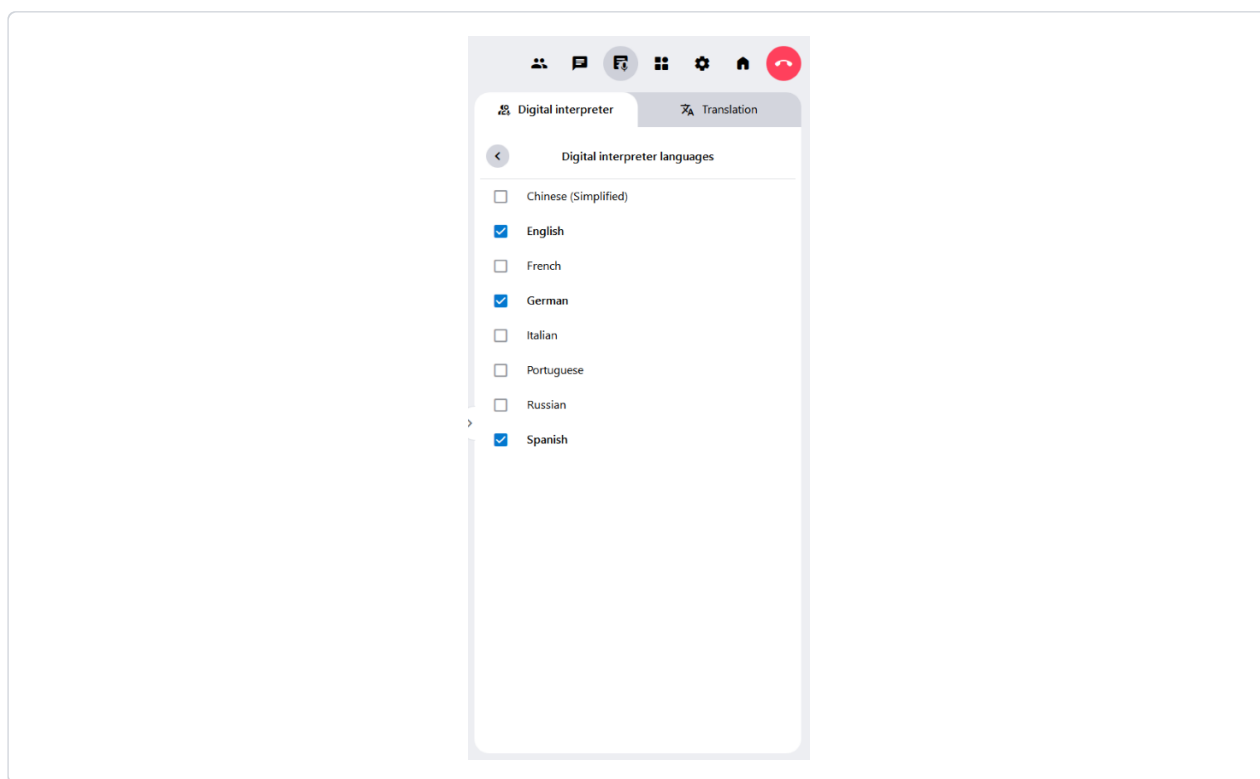 Digital interpreter
Translation
Digital interpreter languages
Chinese (Simplified)
English
French
German
Italian
Portuguese
Russian
Spanish